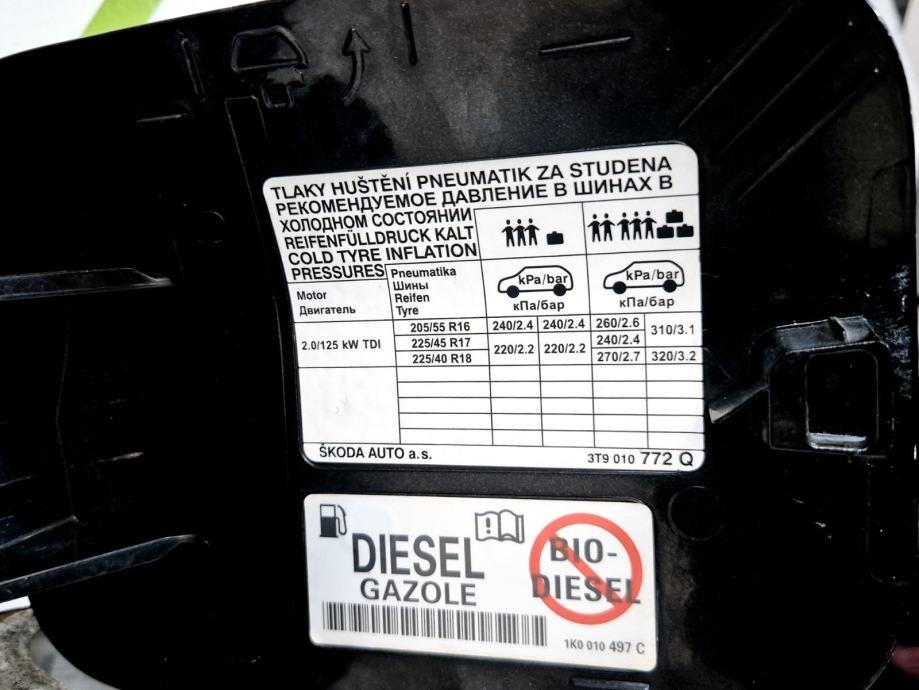 TLAKY HUŠTĚNÍ PNEUMATIK ZA STUDENA
РЕКОМЕНДУЕМОЕ ДАВЛЕНИЕ В ШИНАХ В
ХОЛОДНОМ СОСТОЯНИИ
REIFENFÜLLDRUCK KALT
COLD TYRE INFLATION
PRESSURES
Motor
Двигатель
Pneumatika
Шины
Reifen
Tyre
kPa/bar
кПа/бар
kPa/bar
кПа/бар
2.0/125 kW TDI
205/55 R16 240/2.4 240/2.4 260/2.6 310/3.1
225/45 R17 220/2.2 220/2.2 240/2.4
225/40 R18 270/2.7 320/3.2
ŠKODA AUTO a.s. 3T9 010 772 Q
DIESEL
GAZOLE
BIO-
DIESEL
1K0 010 497 C